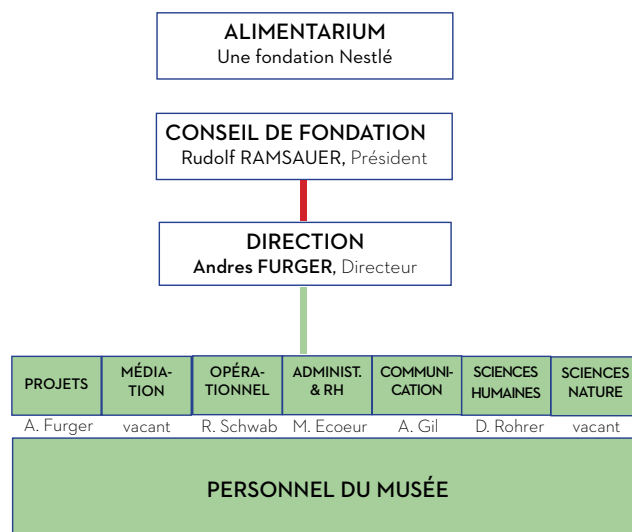 ALIMENTARIUM
Une fondation Nestlé
CONSEIL DE FONDATION
Rudolf RAMSAUER, Président
DIRECTION
Andres FURGER, Directeur
PROJETS
MÉDIA-
TION
OPÉRA-
TIONNEL
ADMINIST.
& RH
COMMUNI-
CATION
SCIENCES
HUMAINES
SCIENCES
NATURE
A. Furger
vacant
R. Schwab
M. Ecoeur
A. Gil
D. Rohrer
vacant
PERSONNEL DU MUSÉE